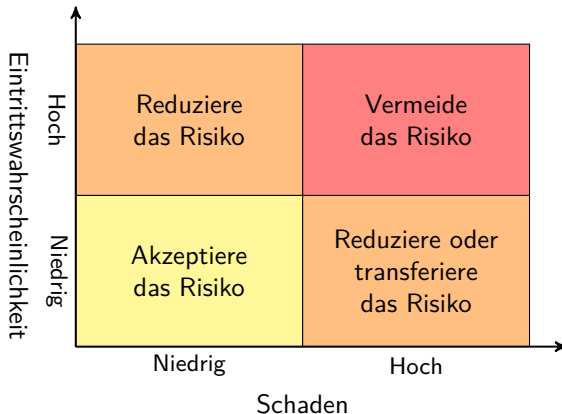 Eintrittswahrscheinlichkeit
Hoch
Niedrig
Reduziere
das Risiko
Vermeide
das Risiko
Akzeptiere
das Risiko
Reduziere oder
transferiere
das Risiko
Niedrig
Hoch
Schaden